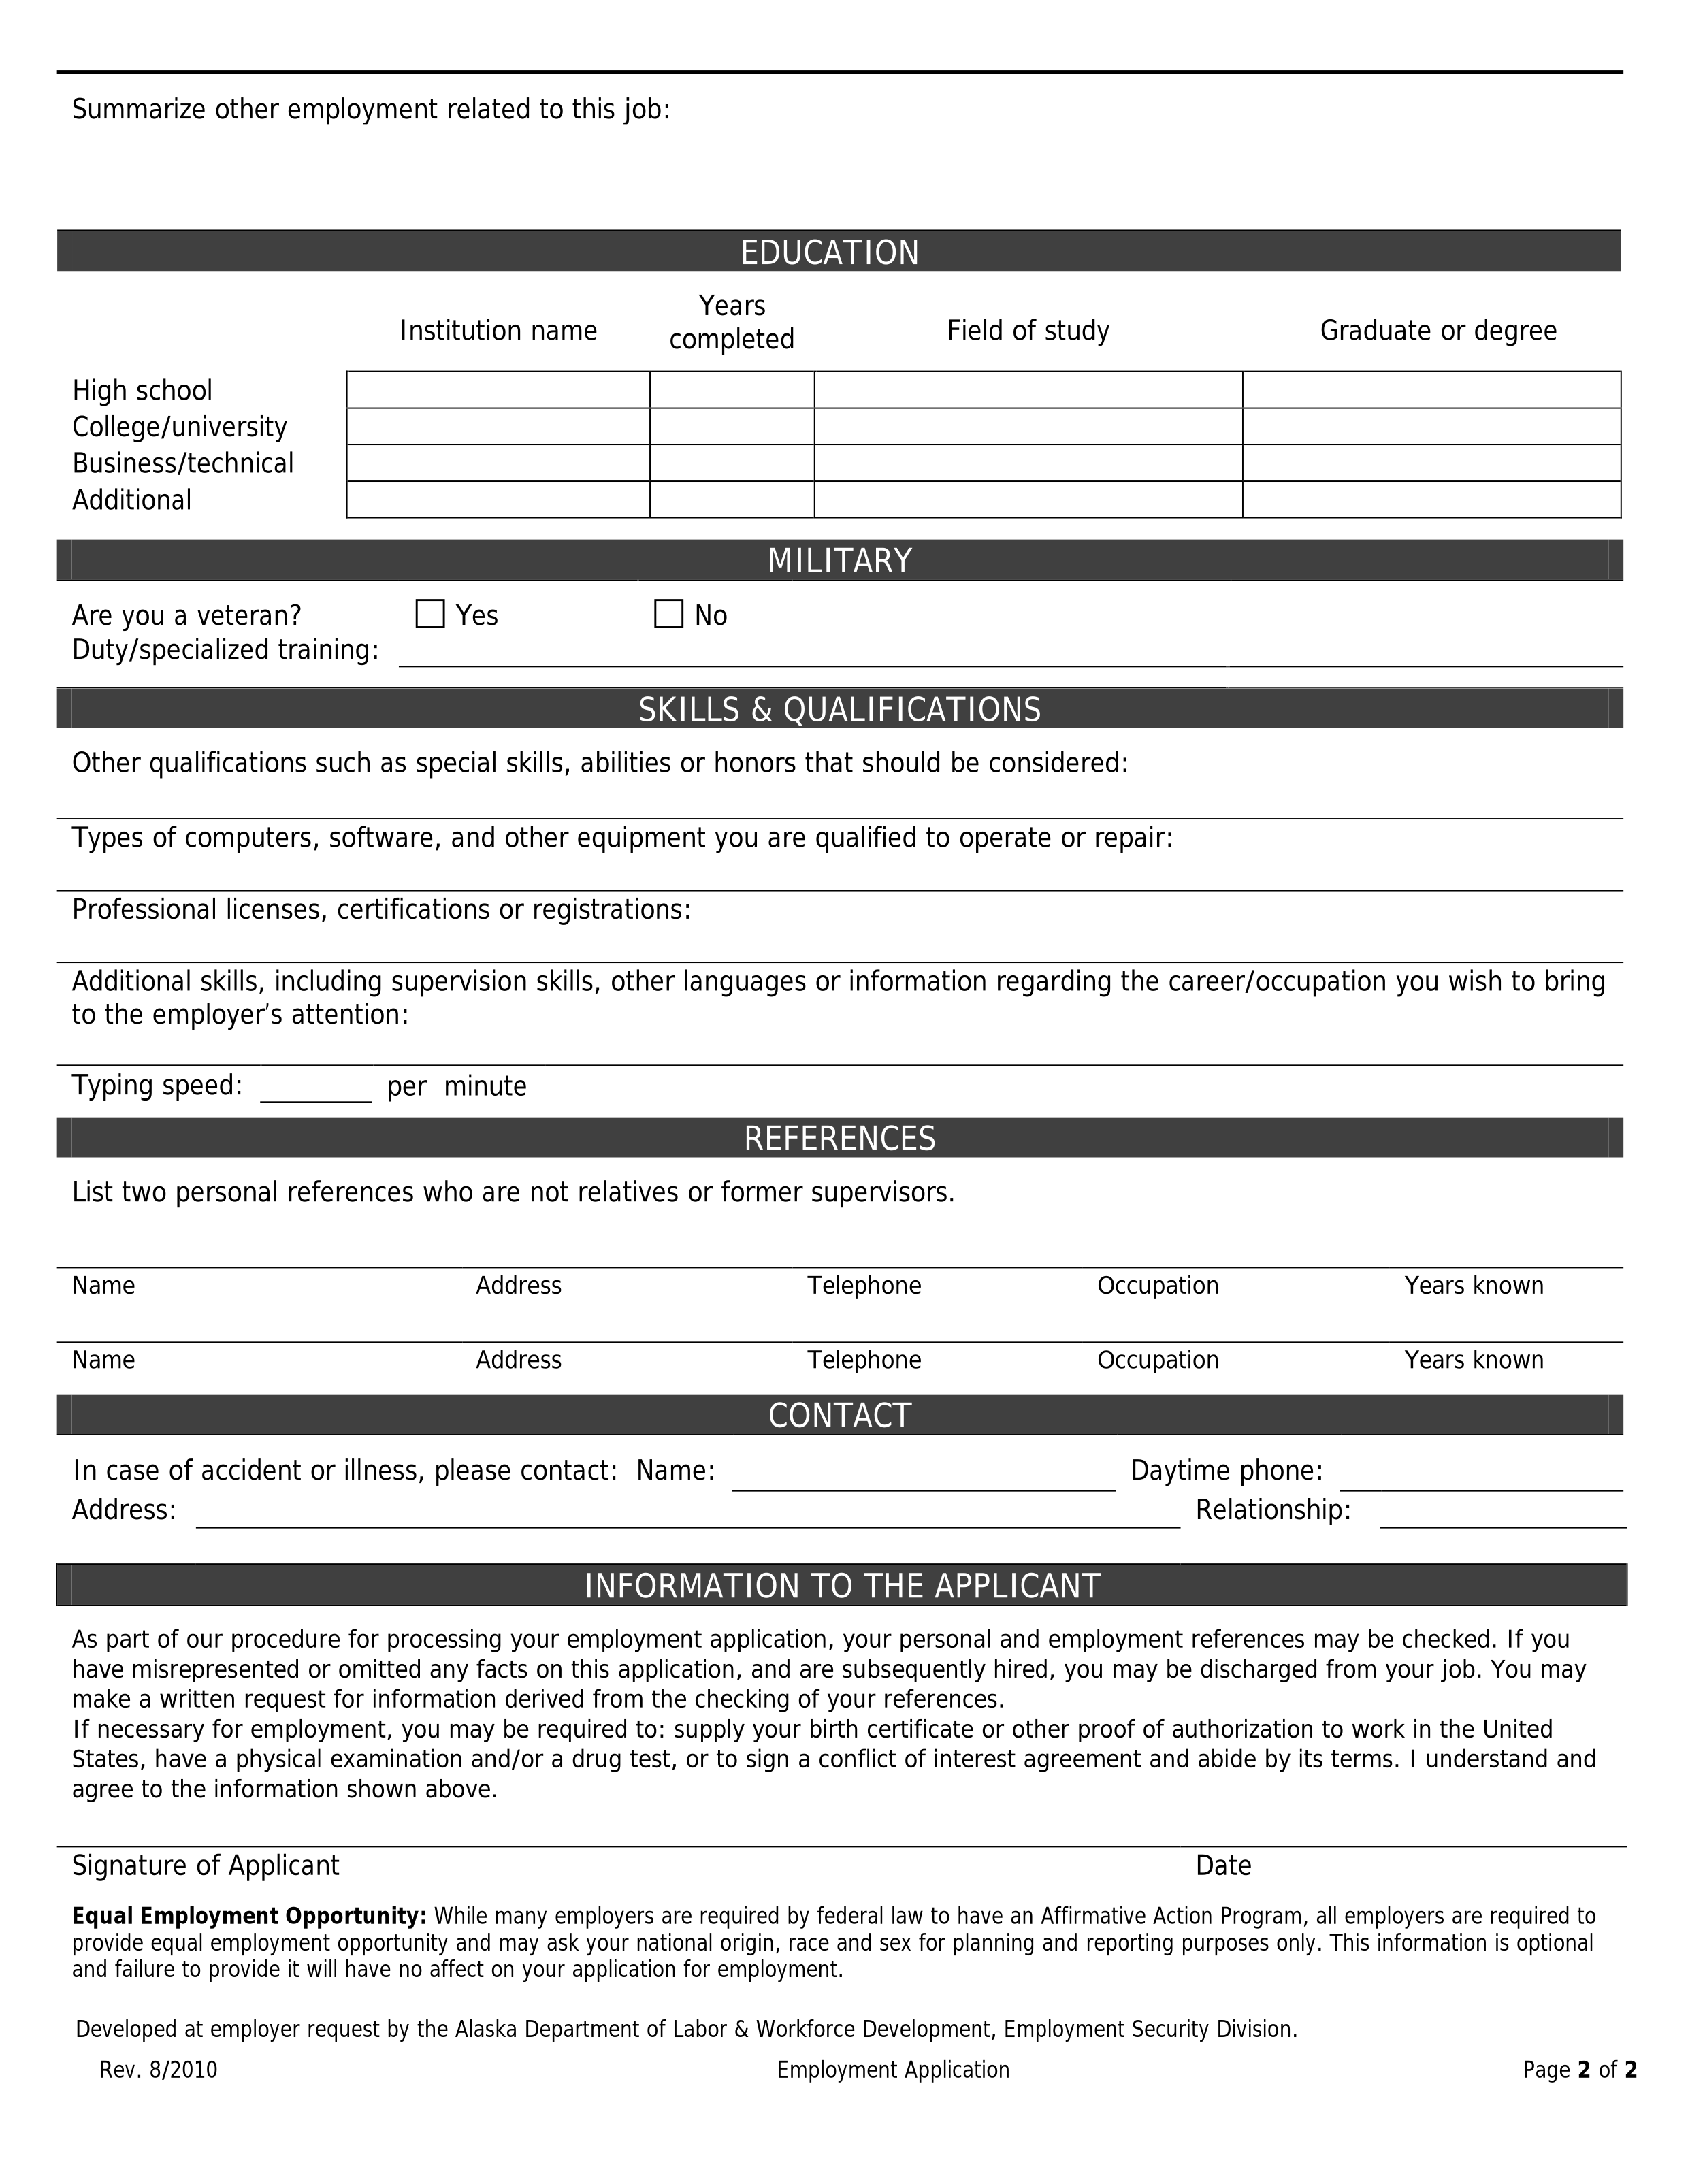 Summarize other employment related to this job:
EDUCATION
Institution name Years completed Field of study Graduate or degree
High school
College/university
Business/technical
Additional
MILITARY
Are you a veteran? Yes No
Duty/specialized training:
SKILLS & QUALIFICATIONS
Other qualifications such as special skills, abilities or honors that should be considered:
Types of computers, software, and other equipment you are qualified to operate or repair:
Professional licenses, certifications or registrations:
Additional skills, including supervision skills, other languages or information regarding the career/occupation you wish to bring
to the employer's attention:
Typing speed: per minute
REFERENCES
List two personal references who are not relatives or former supervisors.
Name Address Telephone Occupation Years known
Name Address Telephone Occupation Years known
CONTACT
In case of accident or illness, please contact: Name: Daytime phone:
Address: Relationship:
INFORMATION TO THE APPLICANT
As part of our procedure for processing your employment application, your personal and employment references may be checked. If you
have misrepresented or omitted any facts on this application, and are subsequently hired, you may be discharged from your job. You may
make a written request for information derived from the checking of your references.
If necessary for employment, you may be required to: supply your birth certificate or other proof of authorization to work in the United
States, have a physical examination and/or a drug test, or to sign a conflict of interest agreement and abide by its terms. I understand and
agree to the information shown above.
Signature of Applicant Date
Equal Employment Opportunity: While many employers are required by federal law to have an Affirmative Action Program, all employers are required to
provide equal employment opportunity and may ask your national origin, race and sex for planning and reporting purposes only. This information is optional
and failure to provide it will have no affect on your application for employment.
Developed at employer request by the Alaska Department of Labor & Workforce Development, Employment Security Division.
Rev. 8/2010 Employment Application Page 2 of 2